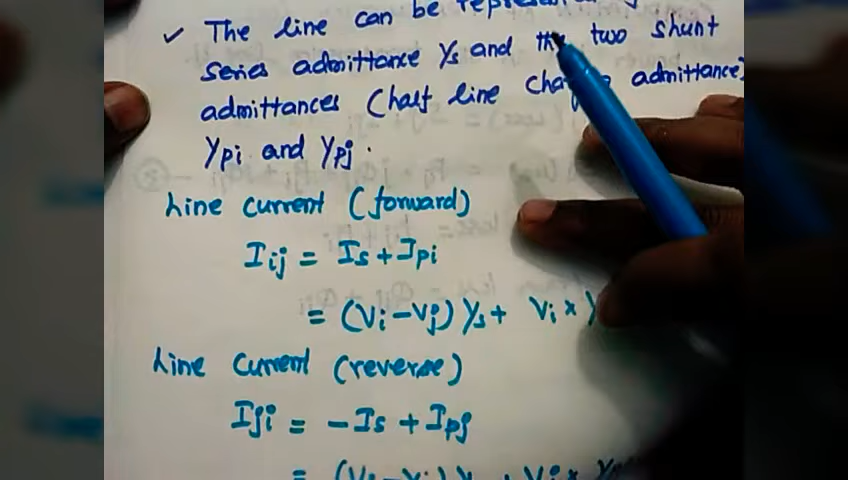 ✓ The line can be
Series admittance Ys and the two shunt
admittances (half line admittance)
Ypi and Ypj.
Line current (forward)
Iij = Is + Ipi
= (Vi - Vj) Ys + Vi ×
Line current (reverse)
Iji = -Is + Ipj